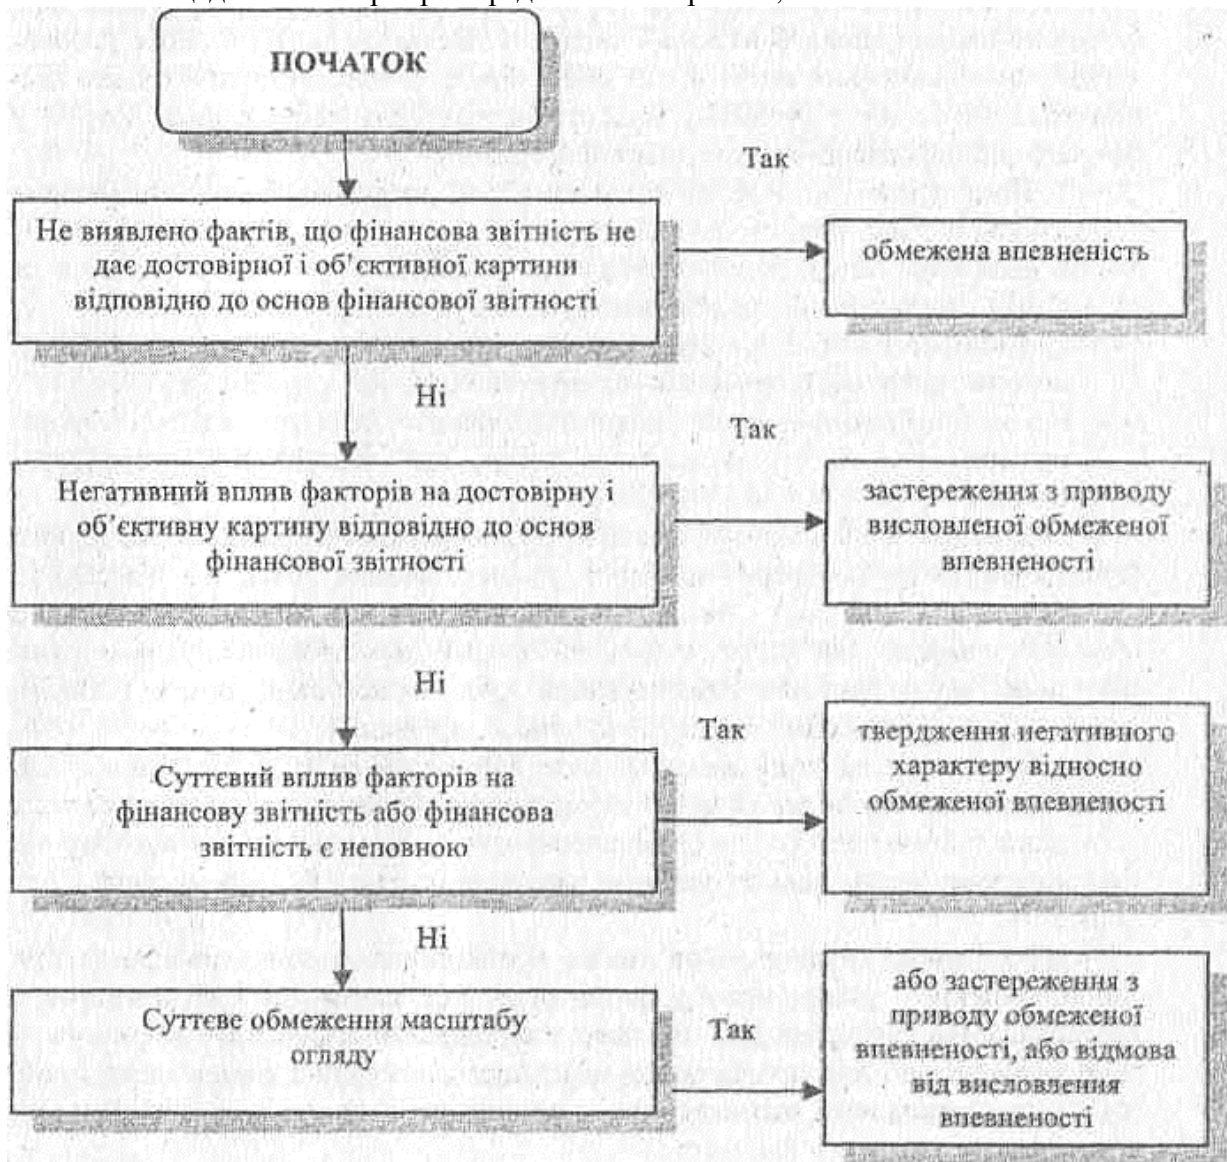 ПОЧАТОК
Так
Не виявлено фактів, що фінансова звітність не
дає достовірної і об’єктивної картини
відповідно до основ фінансової звітності
обмежена впевненість
Ні
Так
Негативний вплив факторів на достовірну і
об’єктивну картину відповідно до основ
фінансової звітності
застереження з приводу
висловленої обмеженої
впевненості
Ні
Так
Суттєвий вплив факторів на
фінансову звітність або фінансова
звітність є неповною
твердження негативного
характеру відносно
обмеженої впевненості
Ні
Суттєве обмеження масштабу
огляду
Так
або застереження з
приводу обмеженої
впевненості, або відмова
від висловлення
впевненості